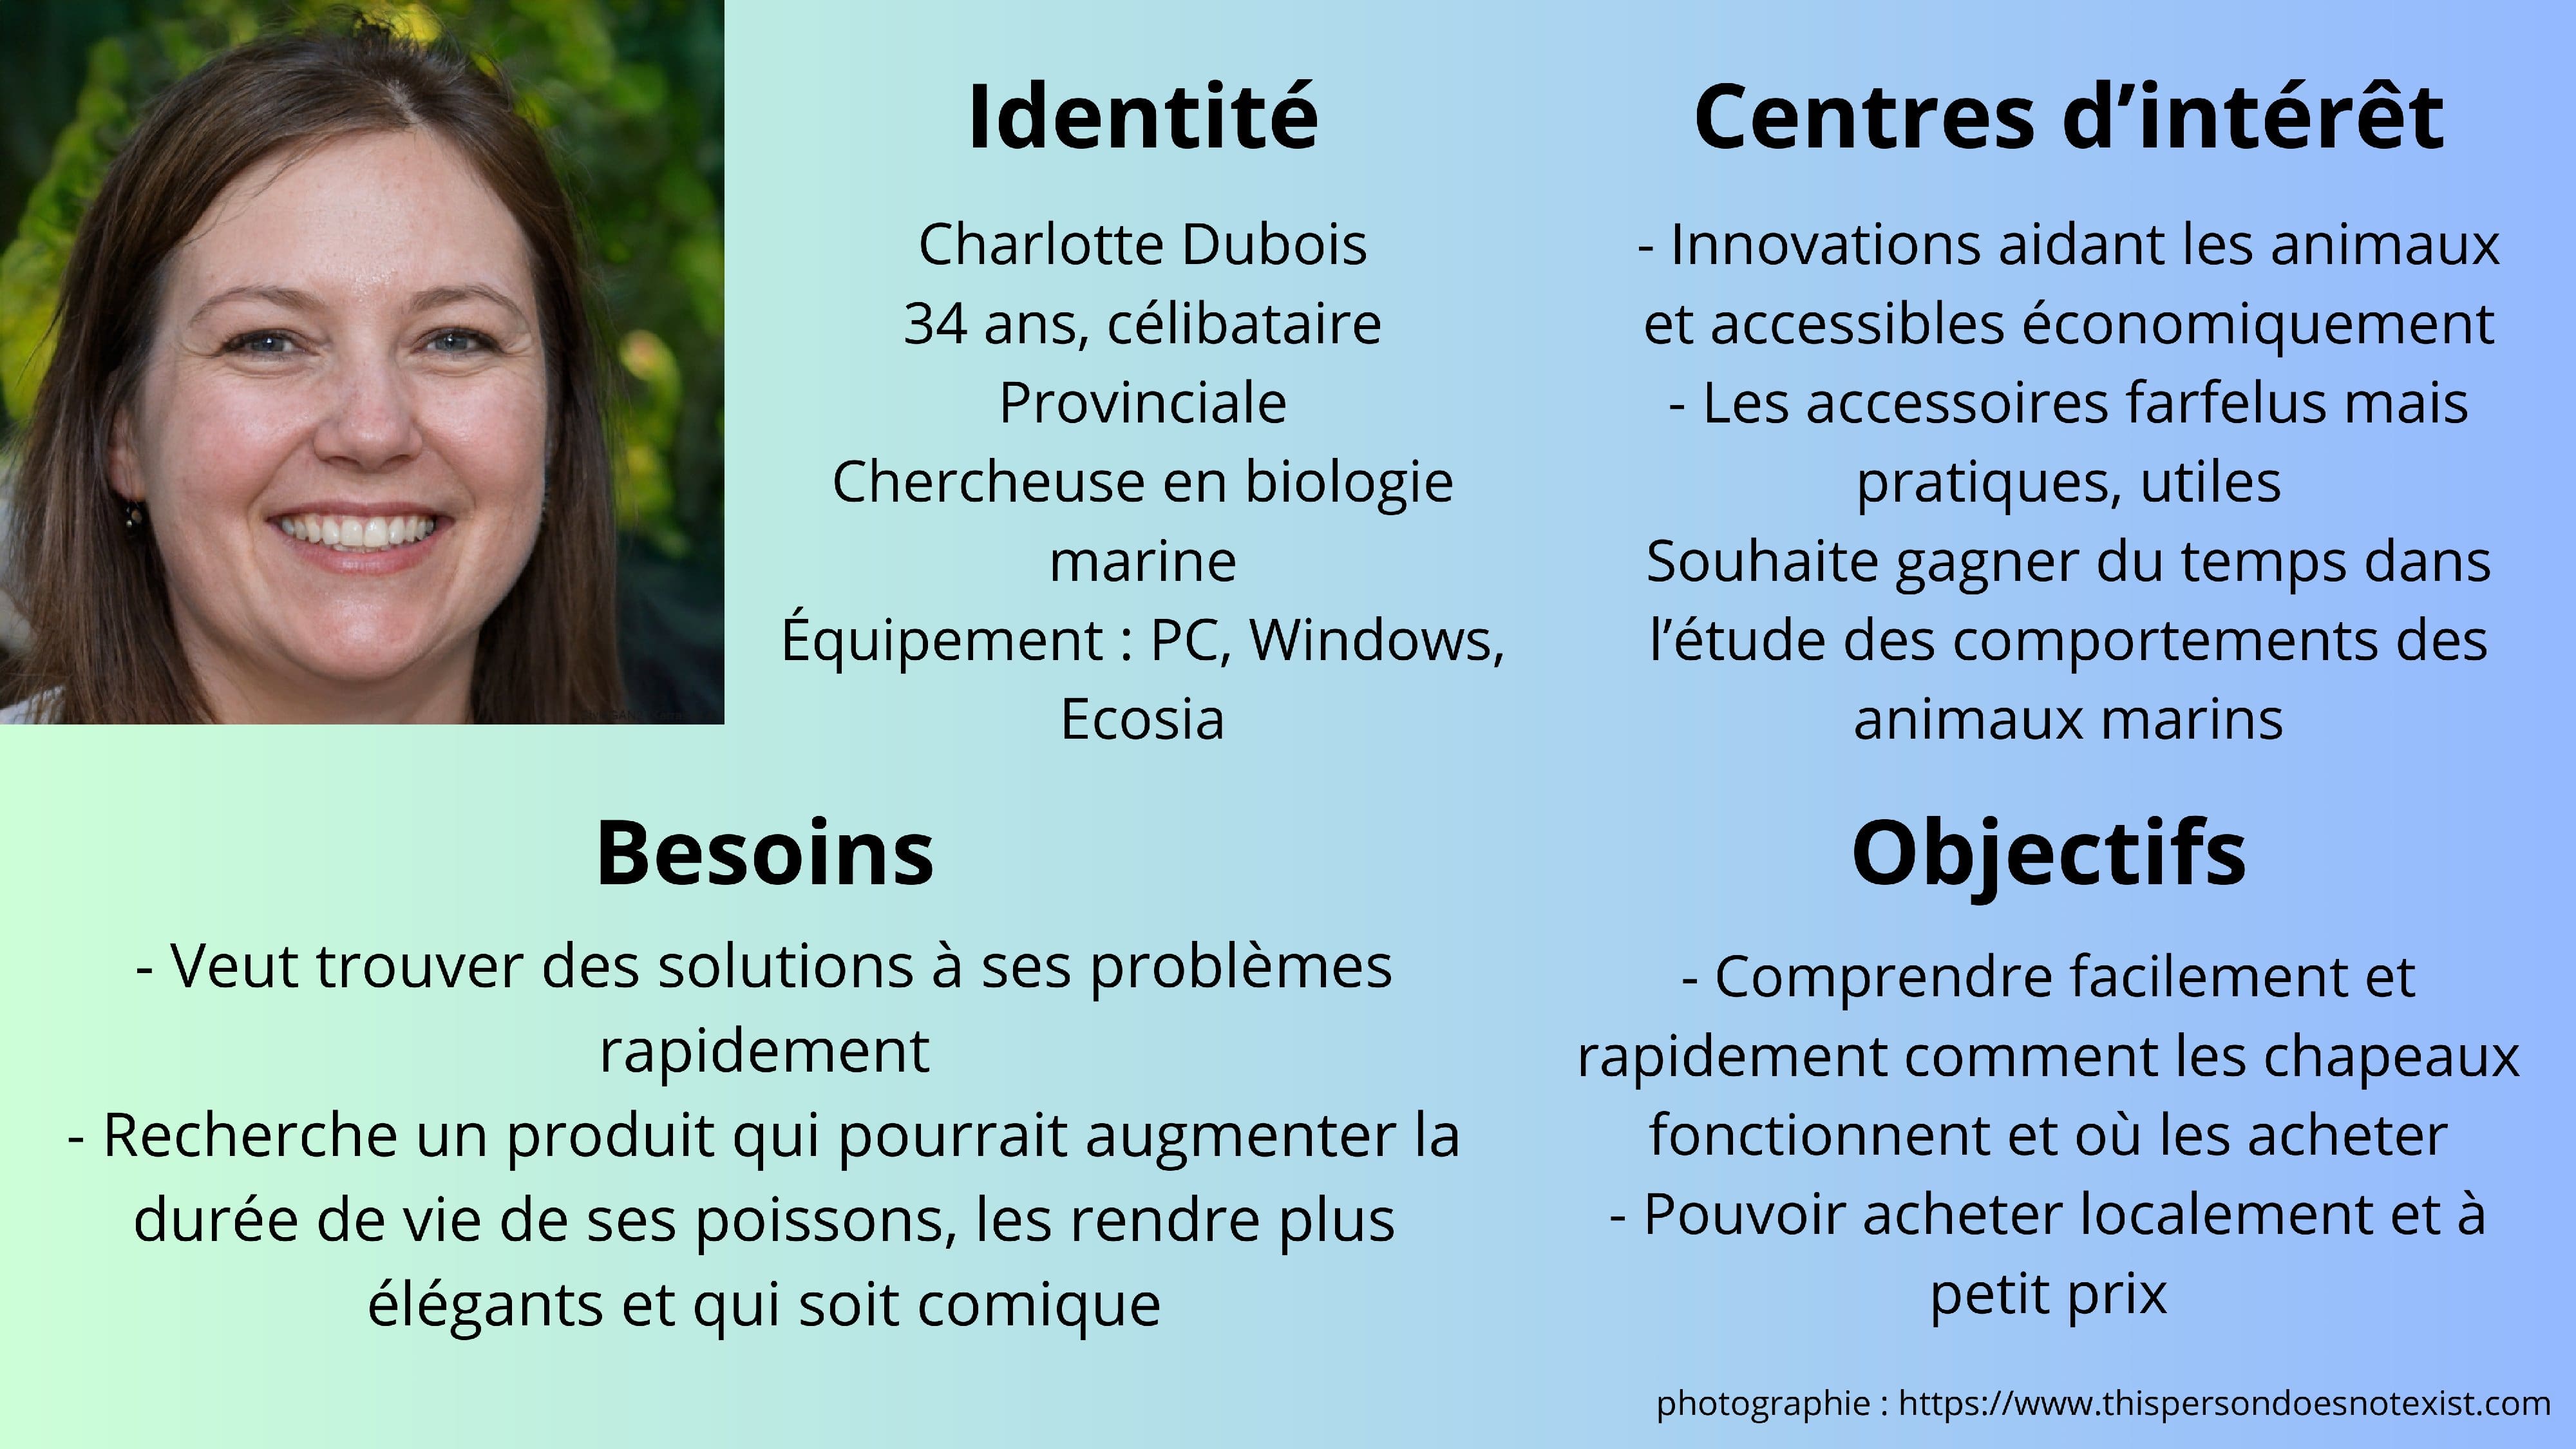 Identité
Charlotte Dubois
34 ans, célibataire
Provinciale
Chercheuse en biologie
marine
Équipement : PC, Windows,
Ecosia
Centres d’intérêt
- Innovations aidant les animaux
et accessibles économiquement
- Les accessoires farfelus mais
pratiques, utiles
Souhaite gagner du temps dans
l’étude des comportements des
animaux marins
Besoins
- Veut trouver des solutions à ses problèmes
rapidement
- Recherche un produit qui pourrait augmenter la
durée de vie de ses poissons, les rendre plus
élégants et qui soit comique
Objectifs
- Comprendre facilement et
rapidement comment les chapeaux
fonctionnent et où les acheter
- Pouvoir acheter localement et à
petit prix
photographie : https://www.thispersondoesnotexist.com